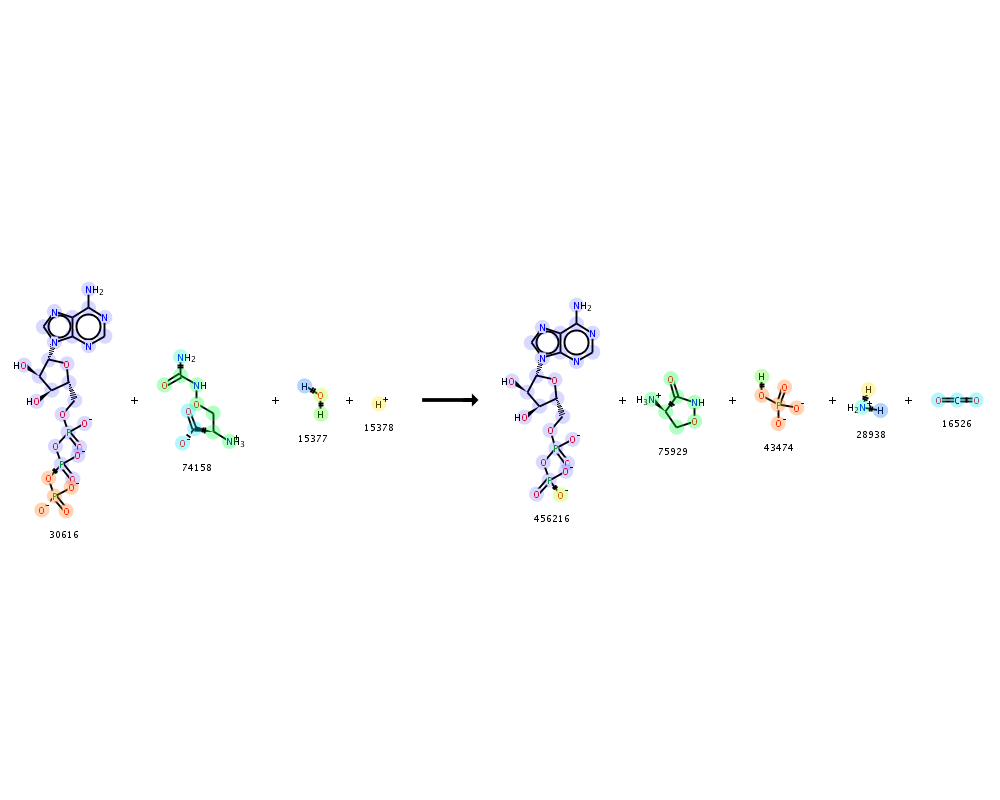 NH₂
N
N
N
N
HO
O
HO
O
O⁻
P
O
O
O⁻
P
O
O
O⁻
P
O⁻
O
30616
+
NH₂
O
NH
O
O
O⁻
NH₃⁺
74158
+
H
O
H
15377
+
H⁺
15378
NH₂
N
N
N
N
HO
O
HO
O
O⁻
P
O
O
O⁻
P
O
O⁻
456216
+
O
H₃N⁺
NH
O
75929
+
H
O
O
P
O⁻
O⁻
43474
+
H
H₂N⁺
H
28938
+
O
C
O
16526